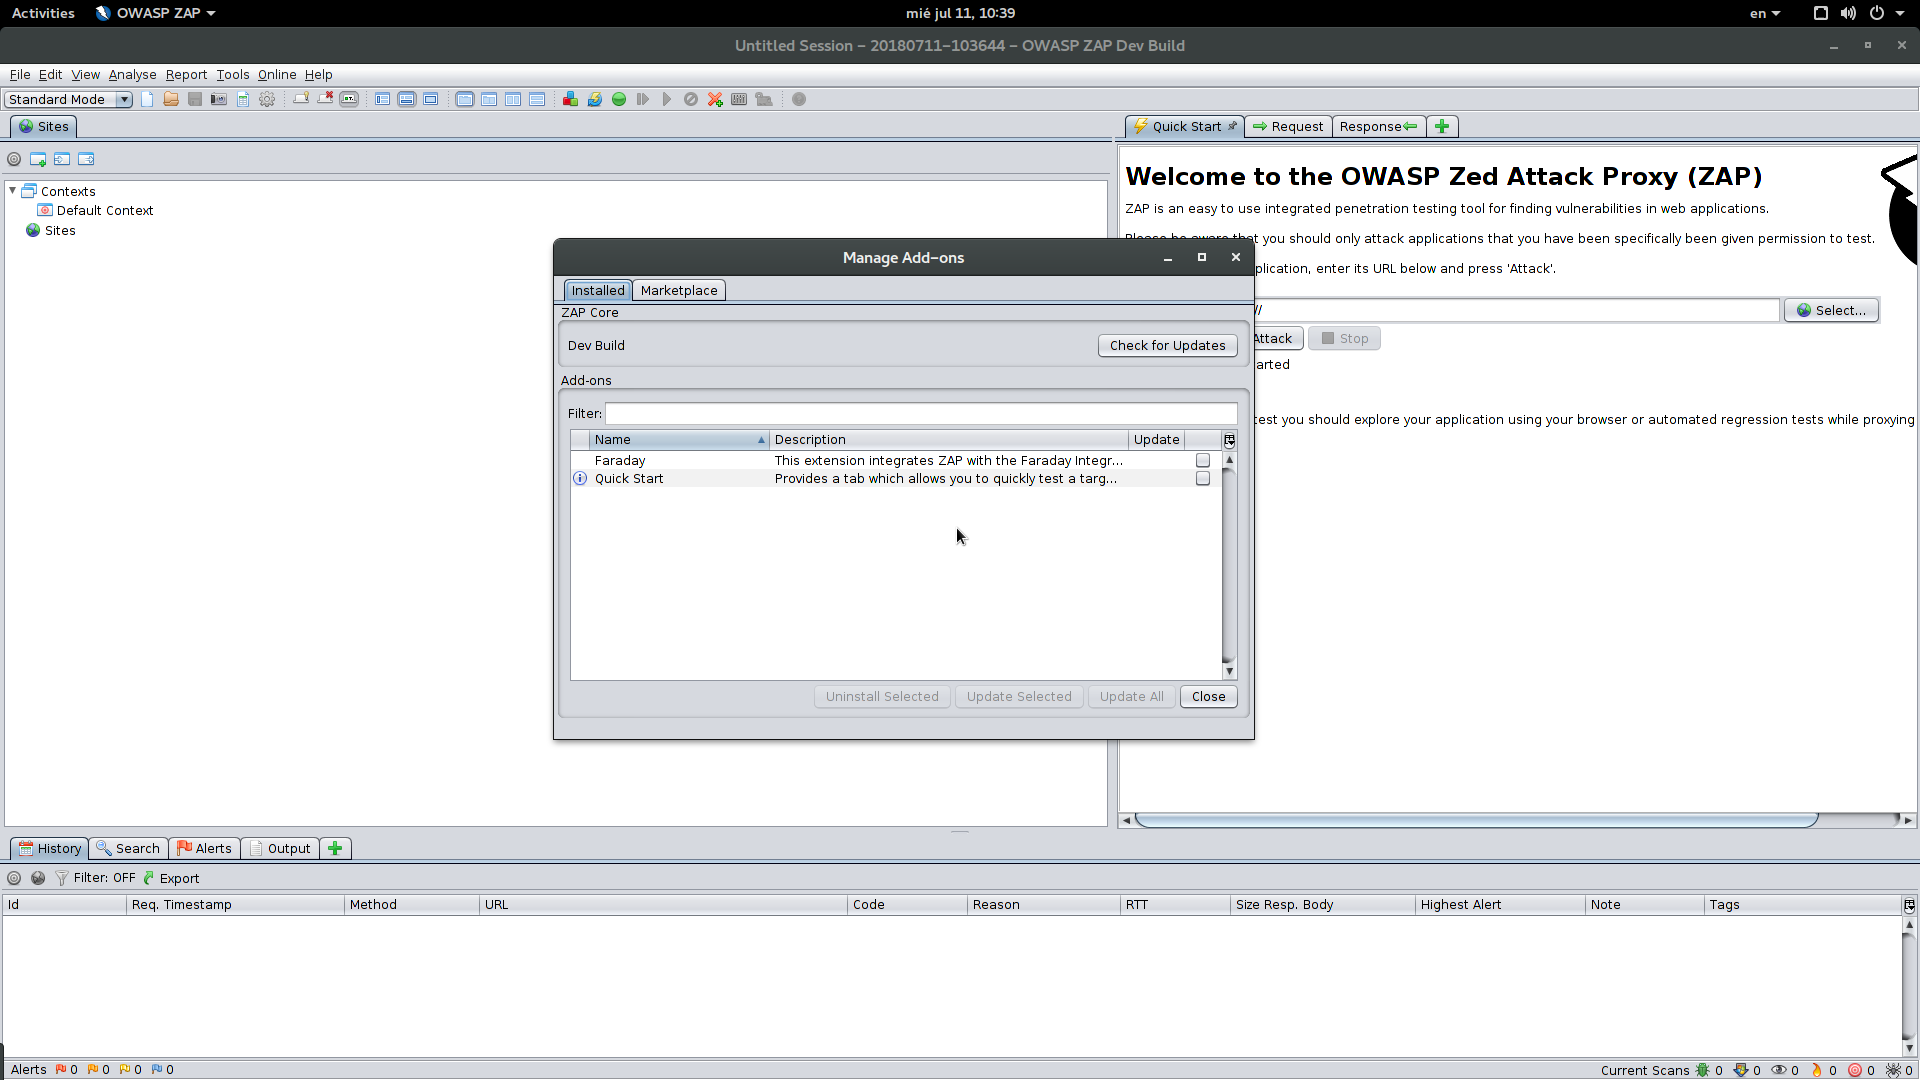 Activities OWASP ZAP mié jul 11, 10:39 en
Untitled Session – 20180711–103644 – OWASP ZAP Dev Build
File Edit View Analyse Report Tools Online Help
Standard Mode
Sites
Quick Start Request Response
Contexts
Default Context
Sites
Welcome to the OWASP Zed Attack Proxy (ZAP)
ZAP is an easy to use integrated penetration testing tool for finding vulnerabilities in web applications.
Please be aware that you should only attack applications that you have been specifically been given permission to test.
plication, enter its URL below and press 'Attack'.
// Select...
Attack Stop
arted
test you should explore your application using your browser or automated regression tests while proxying
Manage Add–ons
Installed Marketplace
ZAP Core
Dev Build Check for Updates
Add-ons
Filter:
Name Description Update
Faraday This extension integrates ZAP with the Faraday Integr...
Quick Start Provides a tab which allows you to quickly test a targ...
Uninstall Selected Update Selected Update All Close
History Search Alerts Output
Filter: OFF Export
Id Req. Timestamp Method URL Code Reason RTT Size Resp. Body Highest Alert Note Tags
Alerts 0 0 0 0 Current Scans 0 0 0 0 0 0